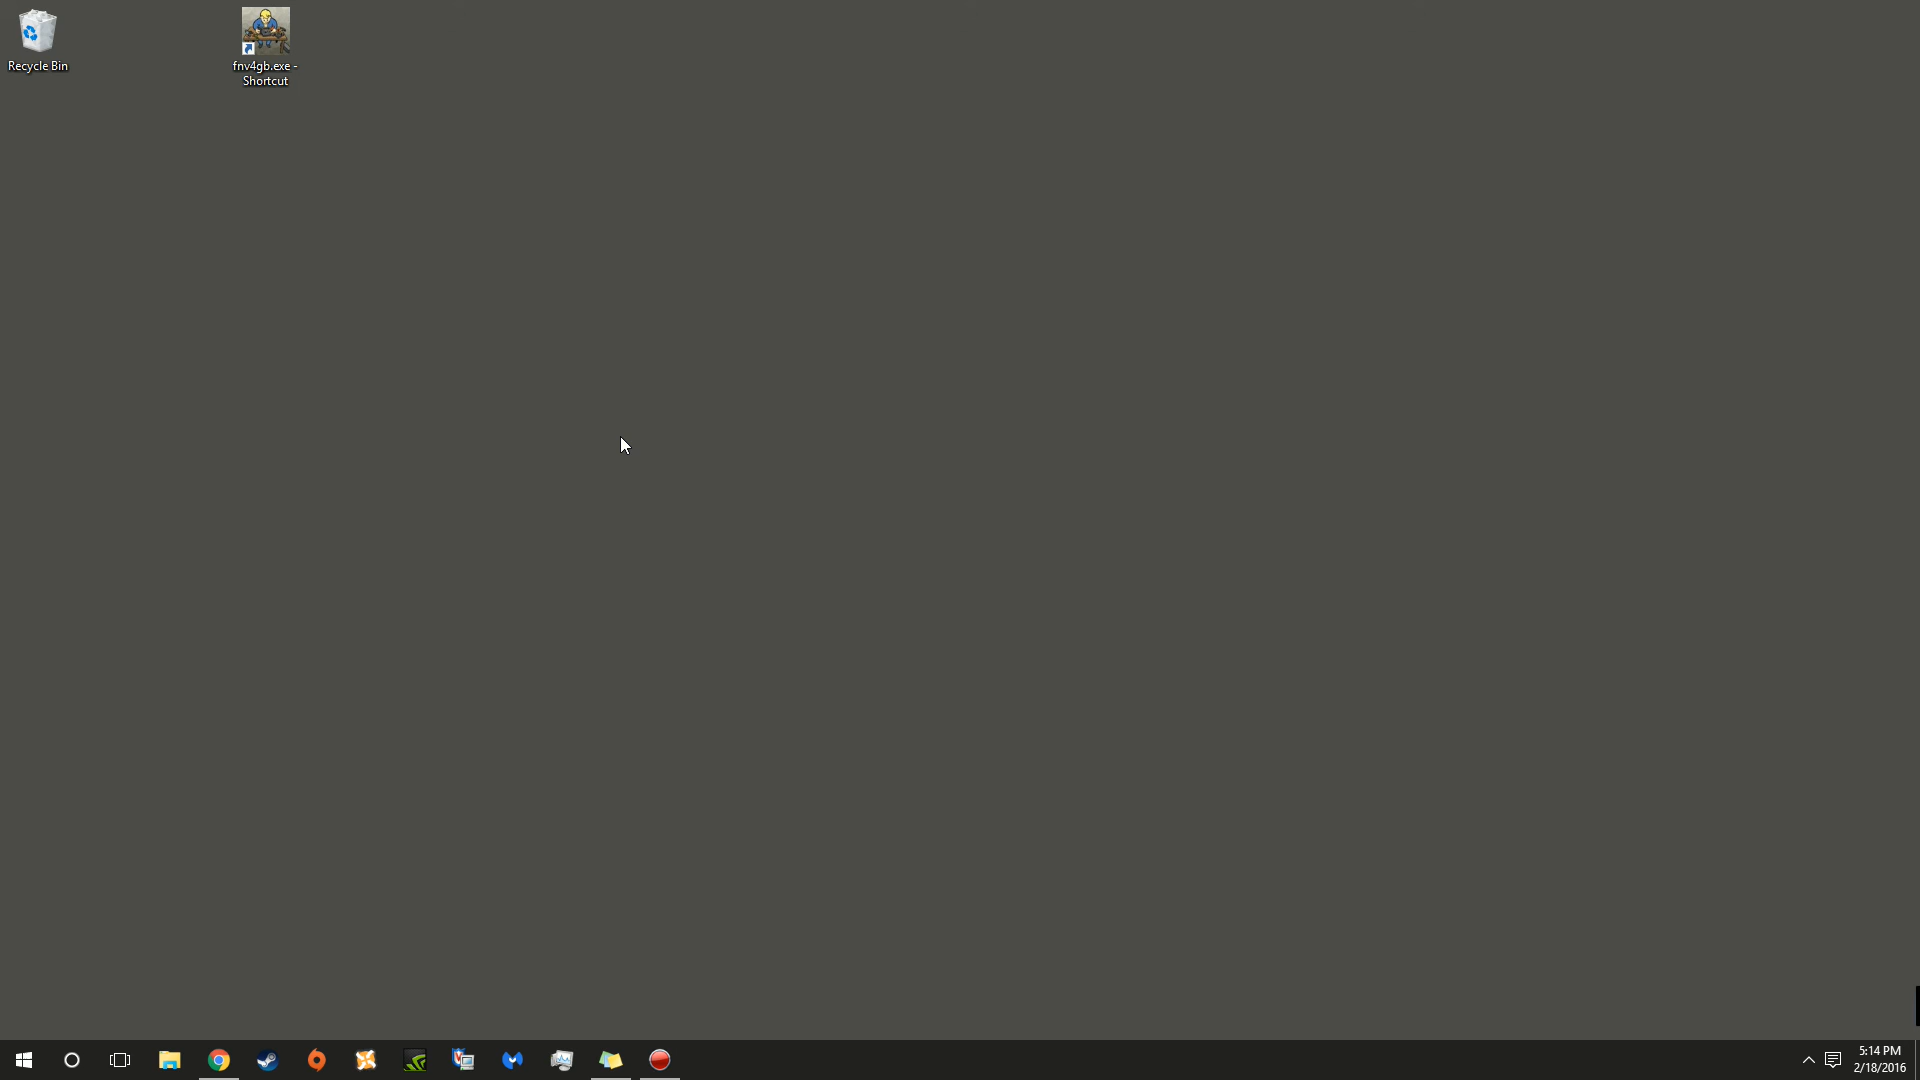 Recycle Bin
fnv4gb.exe -
Shortcut
5:14 PM
2/18/2016